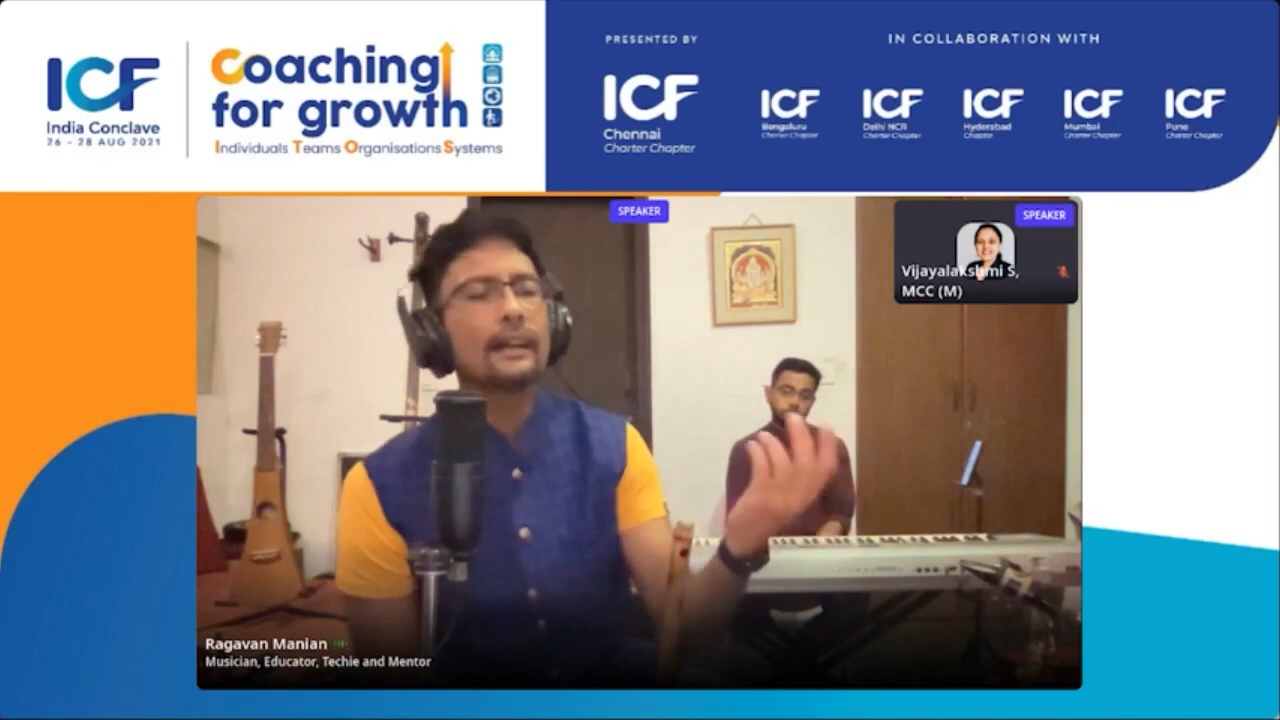 ICF
India Conclave
26 - 28 AUG 2021
Coaching
for growth
Individuals Teams Organisations Systems
PRESENTED BY
ICF
Chennai
Charter Chapter
IN COLLABORATION WITH
ICF
Bengaluru
Charter Chapter
ICF
Delhi NCR
Charter Chapter
ICF
Hyderabad
Chapter
ICF
Mumbai
Charter Chapter
ICF
Pune
Charter Chapter
SPEAKER
SPEAKER
Vijayalakshmi S,
MCC (M)
Ragavan Manian
Musician, Educator, Techie and Mentor